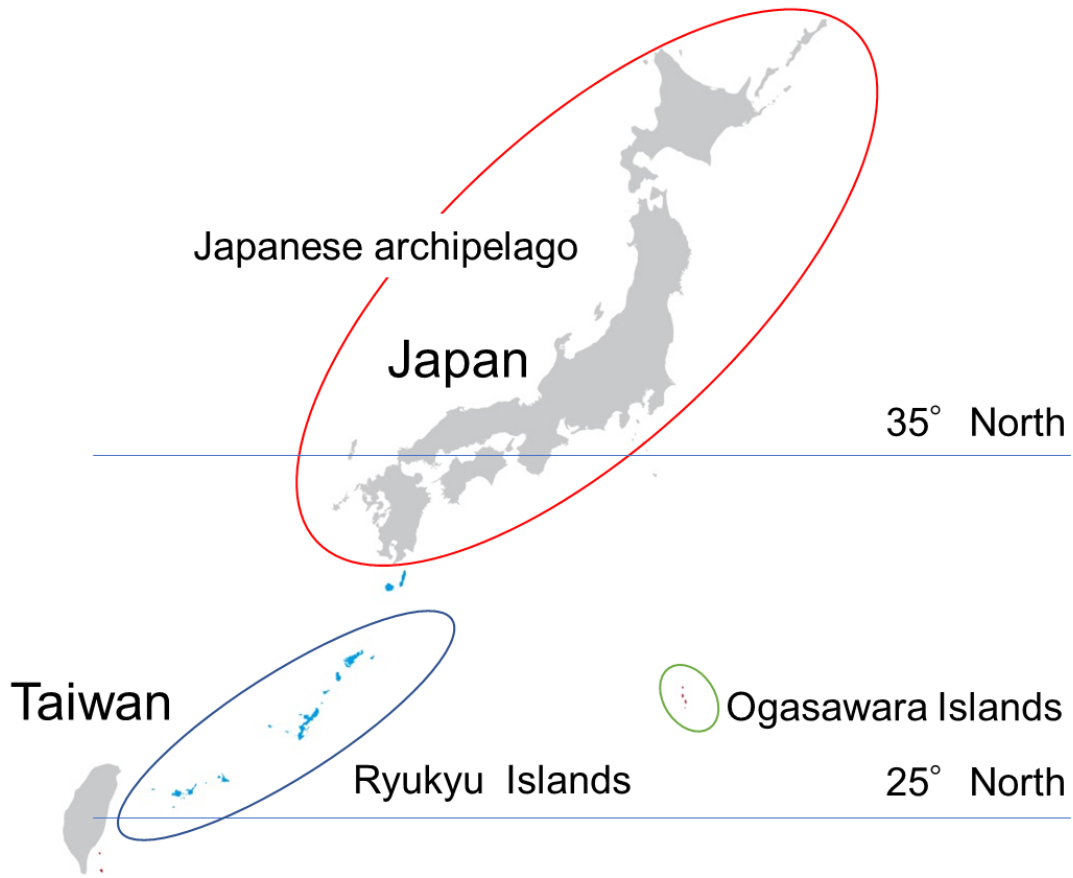 Japanese archipelago
Japan
35° North
Taiwan
Ogasawara Islands
Ryukyu Islands
25° North